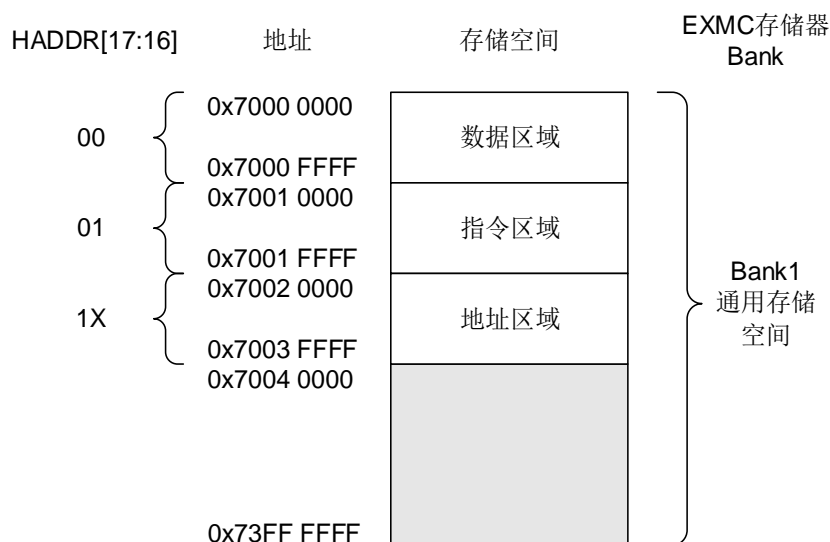 HADDR[17:16] 地址 存储空间 EXMC存储器
Bank
0x7000 0000
00 数据区域
0x7000 FFFF
0x7001 0000
01 指令区域
0x7001 FFFF
0x7002 0000
1X 地址区域
0x7003 FFFF
0x7004 0000
Bank1
通用存储
空间
0x73FF FFFF